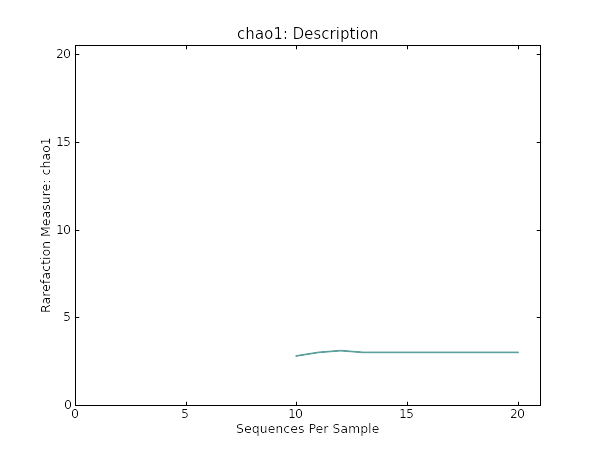 chao1: Description
20
15
10
5
0
Rarefaction Measure: chao1
0 5 10 15 20
Sequences Per Sample